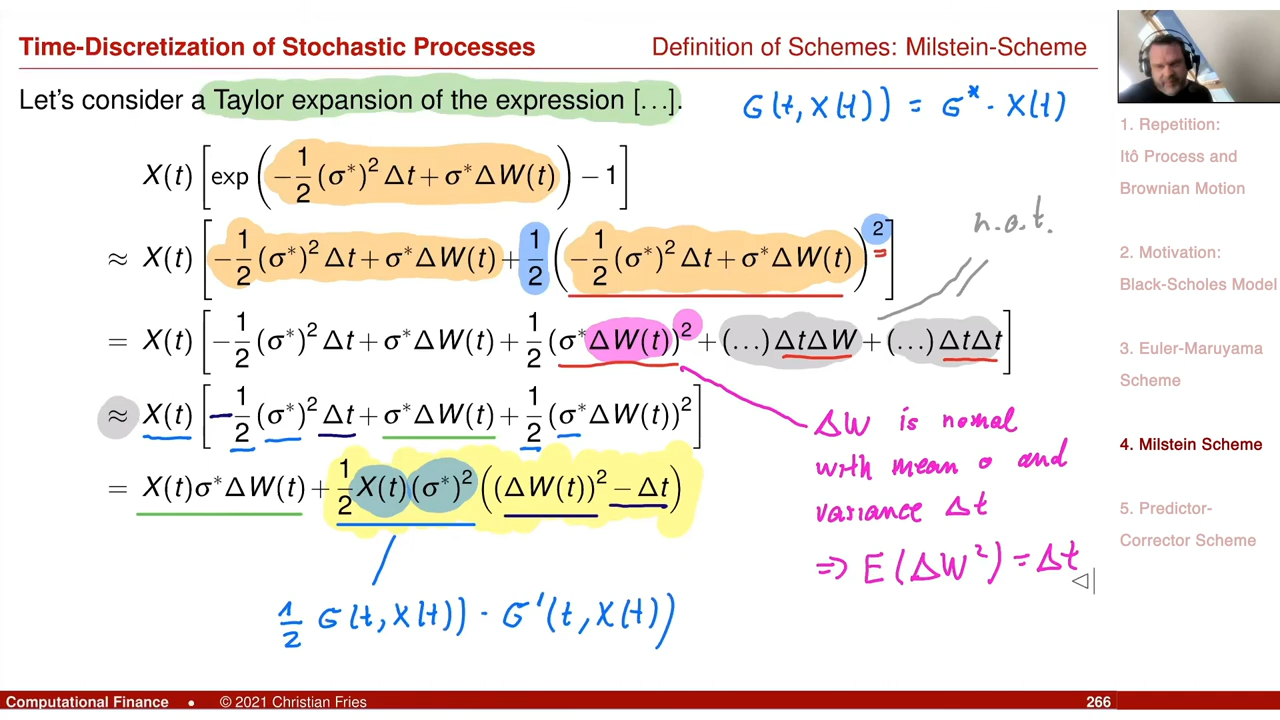 Time-Discretization of Stochastic Processes
Definition of Schemes: Milstein-Scheme
Let's consider a Taylor expansion of the expression [...].
σ(t, X(t)) = σ* · X(t)
X(t) [exp(−1/2 (σ*)² Δt + σ* ΔW(t)) − 1]
h.o.t.
≈ X(t) [−1/2 (σ*)² Δt + σ* ΔW(t) + 1/2 (−1/2 (σ*)² Δt + σ* ΔW(t))²]
= X(t) [−1/2 (σ*)² Δt + σ* ΔW(t) + 1/2 (σ* ΔW(t))² + (...) ΔtΔW + (...) ΔtΔt]
≈ X(t) [−1/2 (σ*)² Δt + σ* ΔW(t) + 1/2 (σ* ΔW(t))²]
= X(t)σ* ΔW(t) + 1/2 X(t)(σ*)² ((ΔW(t))² − Δt)
ΔW is normal
with mean 0 and
variance Δt
⇒ E(ΔW²) = Δt
1/2 σ(t, X(t)) · σ'(t, X(t))
1. Repetition:
Itô Process and
Brownian Motion
2. Motivation:
Black-Scholes Model
3. Euler-Maruyama
Scheme
4. Milstein Scheme
5. Predictor-
Corrector Scheme
Computational Finance • © 2021 Christian Fries
266